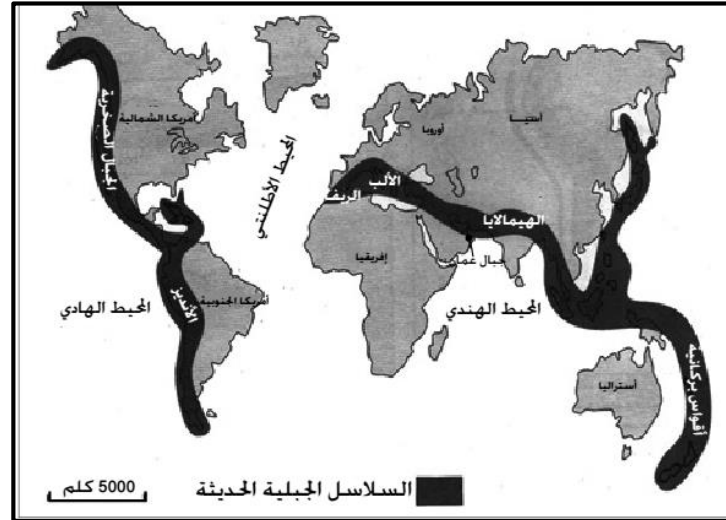 الجبال الصخرية
أمريكا الشمالية
المحيط الأطلنتي
أوروبا
آسيا
الألب
الريف
الهيمالايا
جبال عمان
إفريقيا
الأنديز
أمريكا الجنوبية
المحيط الهادي
المحيط الهندي
أستراليا
أقواس بركانية
السلاسل الجبلية الحديثة
5000 كلم